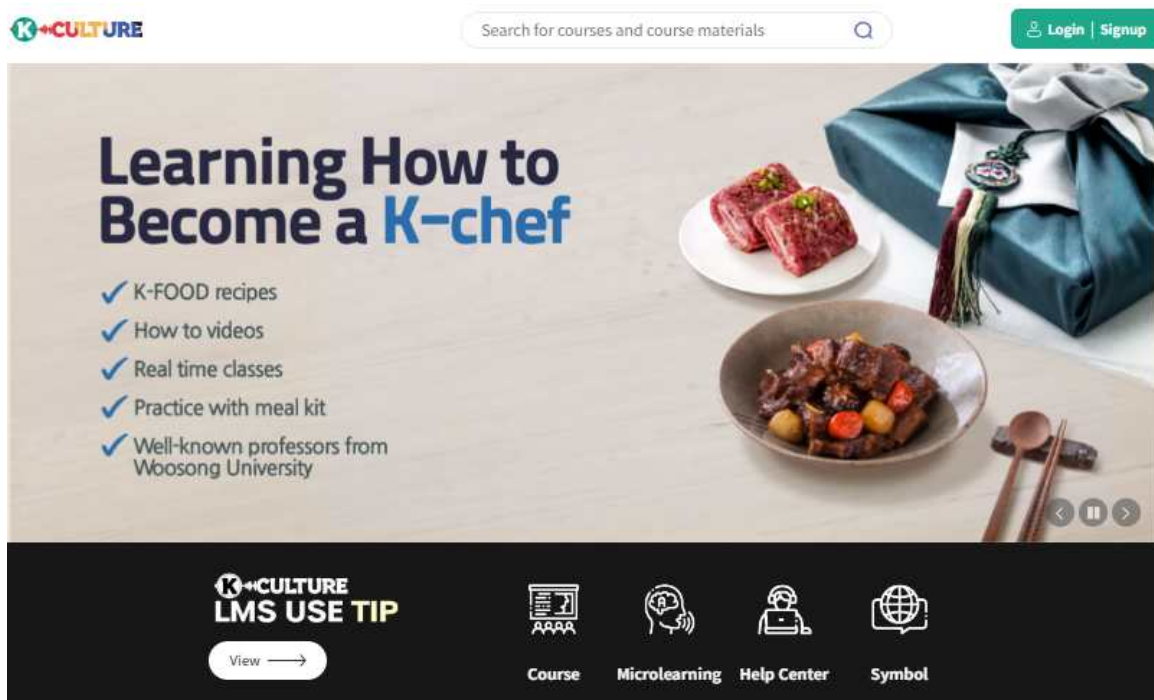 K CULTURE
Search for courses and course materials
Login | Signup
Learning How to
Become a K-chef
K-FOOD recipes
How to videos
Real time classes
Practice with meal kit
Well-known professors from
Woosong University
K CULTURE
LMS USE TIP
View
Course Microlearning Help Center Symbol